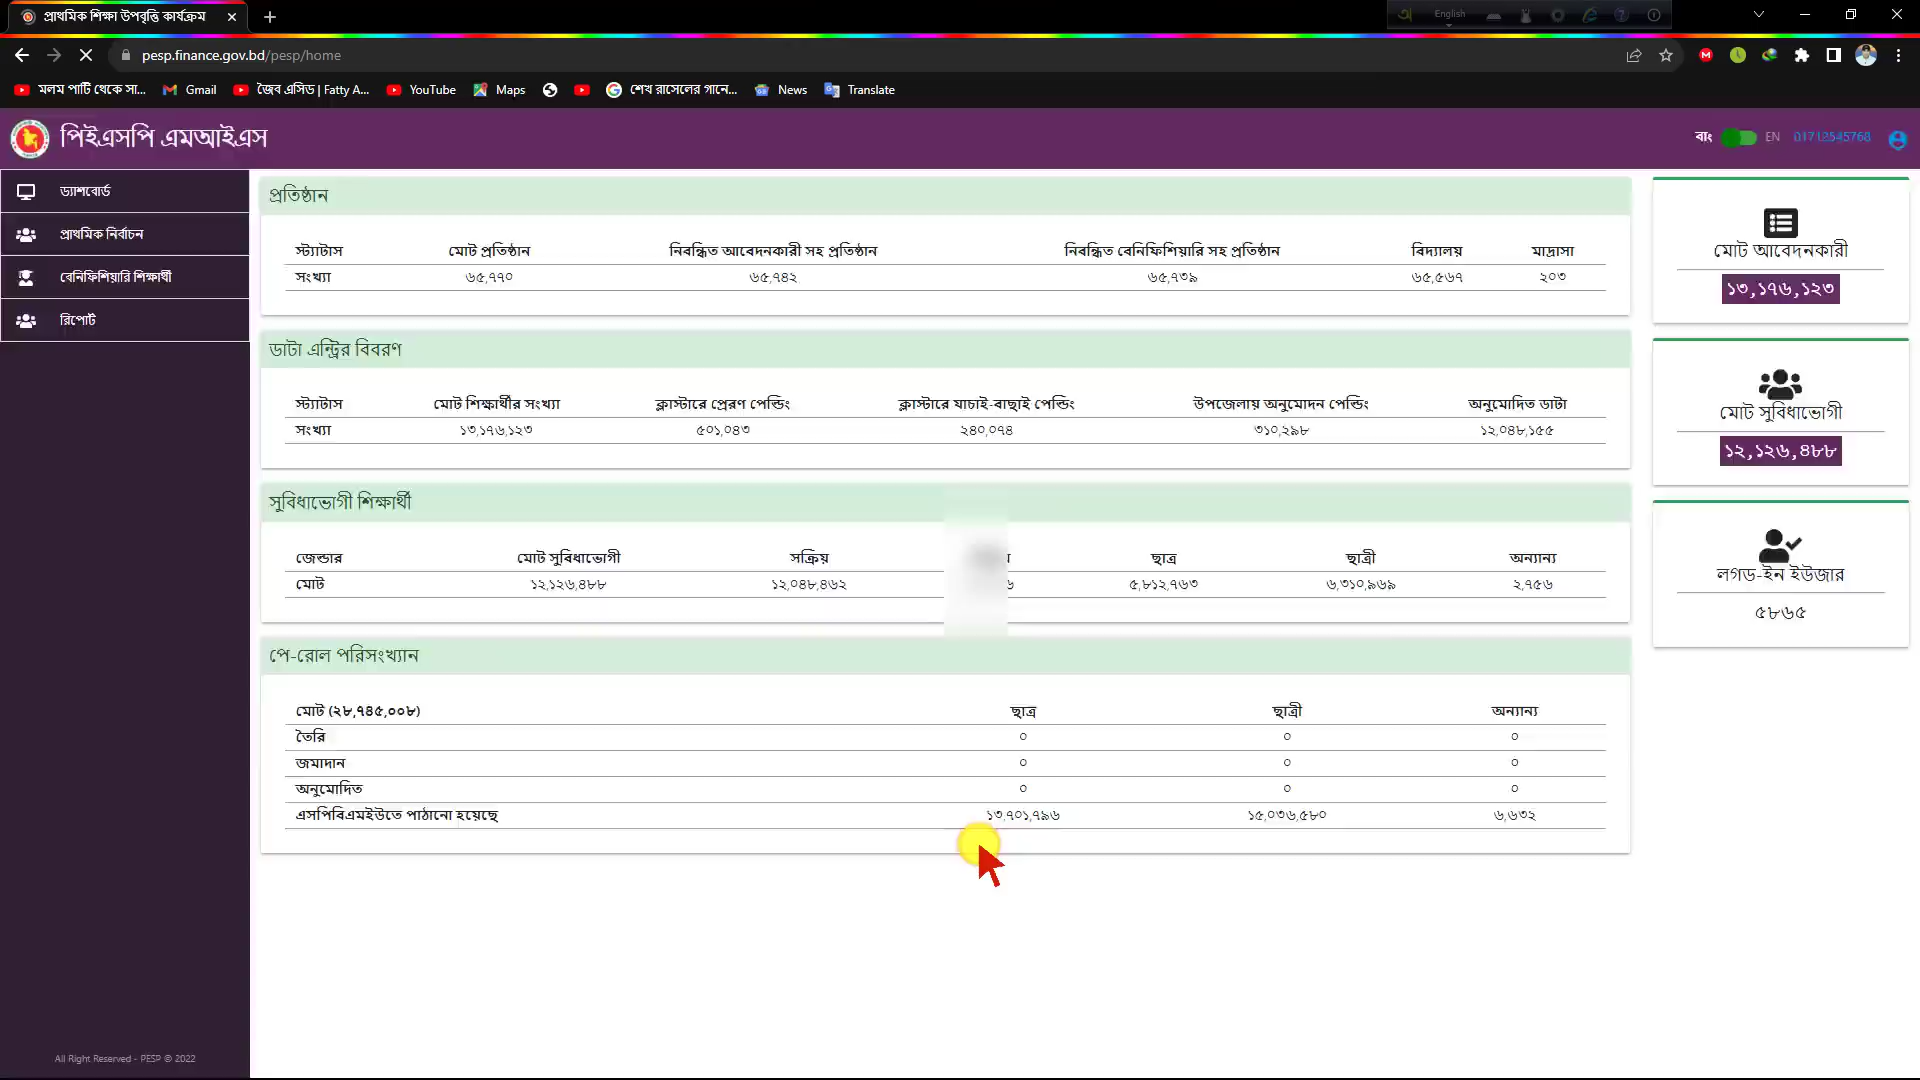 প্রাথমিক শিক্ষা উপবৃত্তি কার্যক্রম
English
pesp.finance.gov.bd/pesp/home
মলম পার্টি থেকে সা... Gmail জৈব এসিড | Fatty A... YouTube Maps শেখ রাসেলের গানে... News Translate
পিইএসপি এমআইএস
বাং EN 01712545768
ড্যাশবোর্ড
প্রাথমিক নির্বাচন
বেনিফিশিয়ারি শিক্ষার্থী
রিপোর্ট
প্রতিষ্ঠান
স্ট্যাটাস মোট প্রতিষ্ঠান নিবন্ধিত আবেদনকারী সহ প্রতিষ্ঠান নিবন্ধিত বেনিফিশিয়ারি সহ প্রতিষ্ঠান বিদ্যালয় মাদ্রাসা
সংখ্যা ৬৫,৭৭০ ৬৫,৭৪২ ৬৫,৭৩৯ ৬৫,৫৬৭ ২০৩
ডাটা এন্ট্রির বিবরণ
স্ট্যাটাস মোট শিক্ষার্থীর সংখ্যা ক্লাস্টারে প্রেরণ পেন্ডিং ক্লাস্টারে যাচাই-বাছাই পেন্ডিং উপজেলায় অনুমোদন পেন্ডিং অনুমোদিত ডাটা
সংখ্যা ১৩,১৭৬,১২৩ ৫০১,০৪৩ ২৪০,০৭৪ ৩১০,২৯৮ ১২,০৪৮,১৫৫
সুবিধাভোগী শিক্ষার্থী
জেন্ডার মোট সুবিধাভোগী সক্রিয় ছাত্র ছাত্রী অন্যান্য
মোট ১২,১২৬,৪৮৮ ১২,০৪৮,৪৬২ ৫,৮১২,৭৬৩ ৬,৩১০,৯৬৯ ২,৭৫৬
পে-রোল পরিসংখ্যান
মোট (২৮,৭৪৫,০০৮) ছাত্র ছাত্রী অন্যান্য
তৈরি ০ ০ ০
জমাদান ০ ০ ০
অনুমোদিত ০ ০ ০
এসপিবিএমইউতে পাঠানো হয়েছে ১৩,৭০১,৭৯৬ ১৫,০৩৬,৫৮০ ৬,৬৩২
মোট আবেদনকারী
১৩,১৭৬,১২৩
মোট সুবিধাভোগী
১২,১২৬,৪৮৮
লগড-ইন ইউজার
৫৮৬৫
All Right Reserved - PESP © 2022